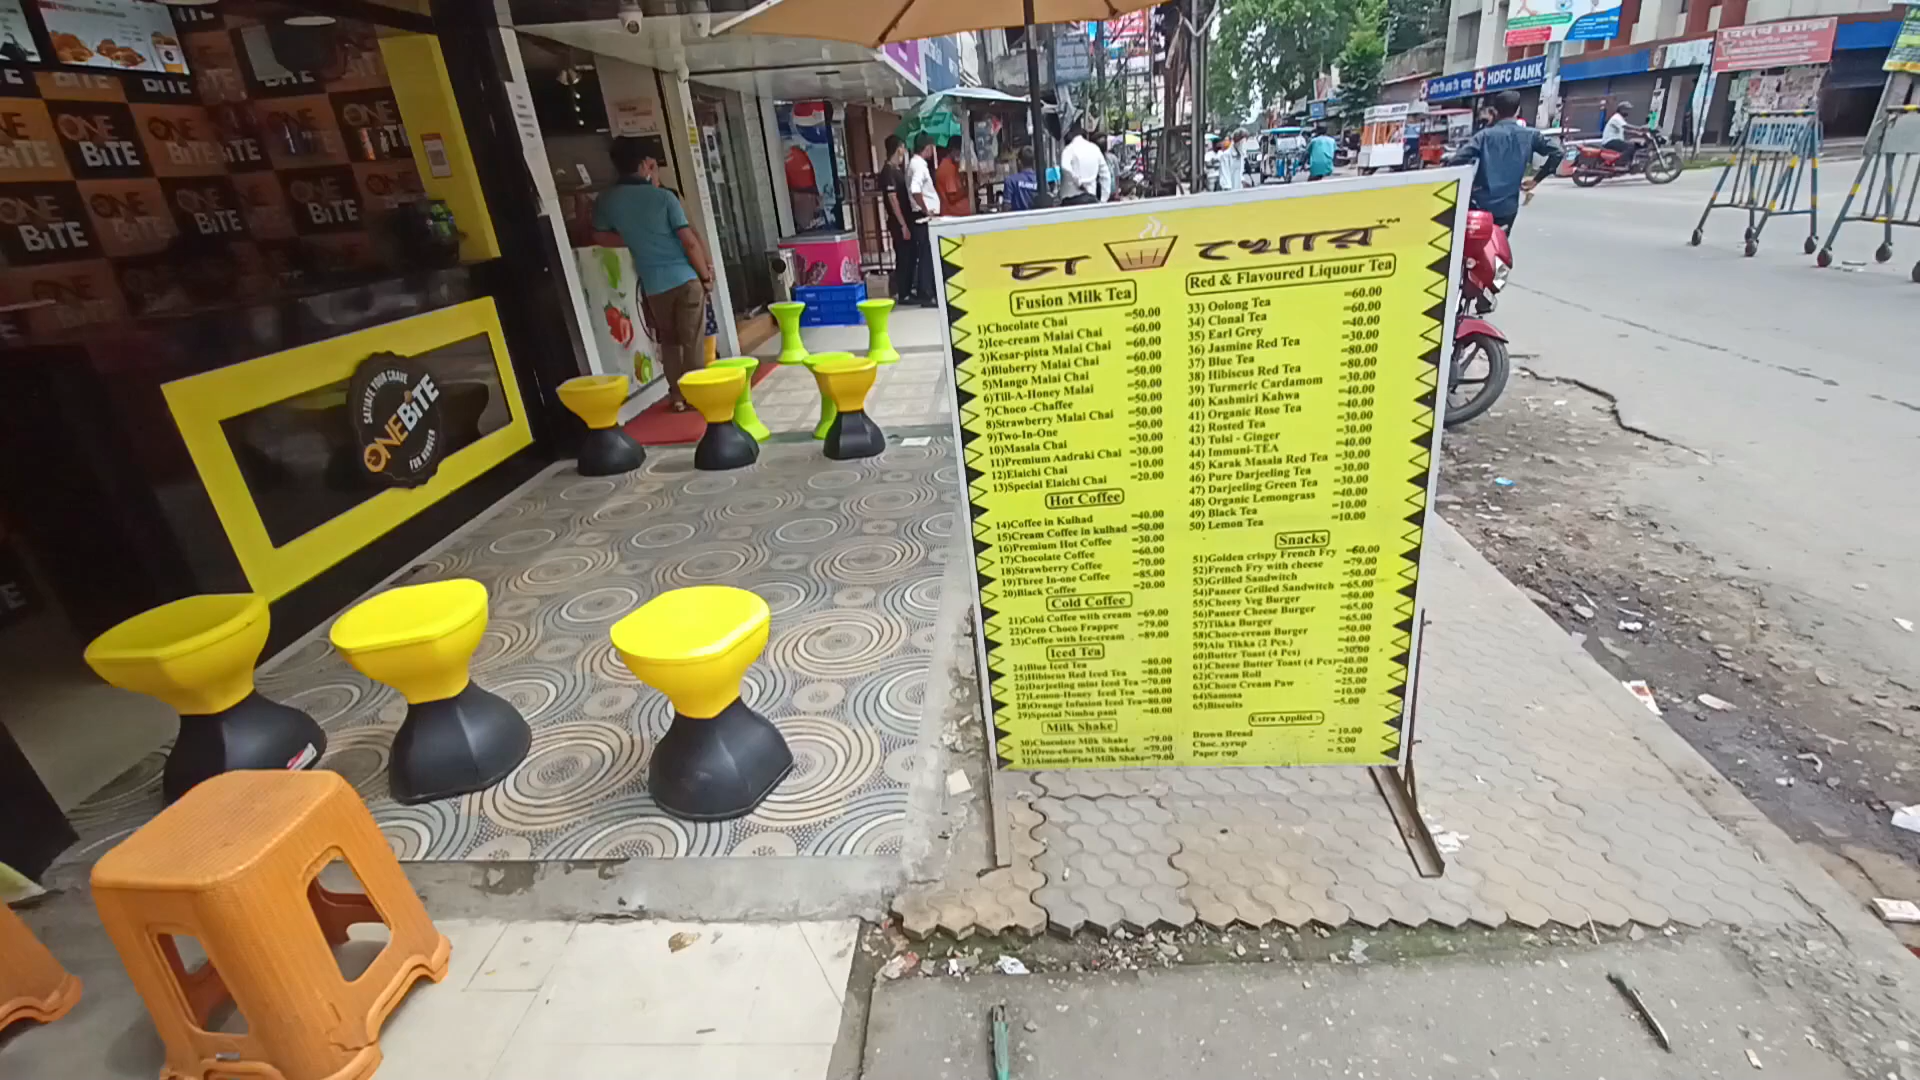 ONE BiTE
SATIATE YOUR CRAVE
ONEBiTE
FOR HUNGER
HDFC BANK
TRAFFIC
চা খোর™
Fusion Milk Tea
1)Chocolate Chai =50.00
2)Ice-cream Malai Chai =60.00
3)Kesar-pista Malai Chai =60.00
4)Bluberry Malai Chai =60.00
5)Mango Malai Chai =50.00
6)Till-A-Honey Malai =50.00
7)Choco -Chaffee =50.00
8)Strawberry Malai Chai =50.00
9)Two-In-One =50.00
10)Masala Chai =30.00
11)Premium Aadraki Chai =30.00
12)Elaichi Chai =10.00
13)Special Elaichi Chai =20.00
Hot Coffee
14)Coffee in Kulhad =40.00
15)Cream Coffee in kulhad =50.00
16)Premium Hot Coffee =30.00
17)Chocolate Coffee =60.00
18)Strawberry Coffee =70.00
19)Three In-one Coffee =85.00
20)Black Coffee =20.00
Cold Coffee
21)Cold Coffee with cream =69.00
22)Oreo Choco Frappee =79.00
23)Coffee with Ice-cream =89.00
Iced Tea
24)Blue Iced Tea =80.00
25)Hibiscus Red Iced Tea =80.00
26)Darjeeling mint Iced Tea =70.00
27)Lemon-Honey Iced Tea =60.00
28)Orange Infusion Iced Tea=80.00
29)Special Nimbu pani =40.00
Milk Shake
30)Chocolate Milk Shake =79.00
31)Oreo-choco Milk Shake =79.00
32)Almond-Pista Milk Shake=79.00
Red & Flavoured Liquour Tea
33) Oolong Tea =60.00
34) Clonal Tea =60.00
35) Earl Grey =40.00
36) Jasmine Red Tea =30.00
37) Blue Tea =80.00
38) Hibiscus Red Tea =80.00
39) Turmeric Cardamom =30.00
40) Kashmiri Kahwa =40.00
41) Organic Rose Tea =40.00
42) Rosted Tea =30.00
43) Tulsi - Ginger =30.00
44) Immuni-TEA =40.00
45) Karak Masala Red Tea =30.00
46) Pure Darjeeling Tea =30.00
47) Darjeeling Green Tea =30.00
48) Organic Lemongrass =40.00
49) Black Tea =10.00
50) Lemon Tea =10.00
Snacks
51)Golden crispy French Fry =60.00
52)French Fry with cheese =79.00
53)Grilled Sandwitch =50.00
54)Paneer Grilled Sandwitch =65.00
55)Cheesy Veg Burger =50.00
56)Paneer Cheese Burger =65.00
57)Tikka Burger =65.00
58)Choco-cream Burger =50.00
59)Alu Tikka (2 Pcs.) =40.00
60)Butter Toast (4 Pcs) =30.00
61)Cheese Butter Toast (4 Pcs)=40.00
62)Cream Roll =20.00
63)Choco Cream Paw =25.00
64)Samosa =10.00
65)Biscuits =5.00
Extra Applied :-
Brown Bread = 10.00
Choc.syrup = 5.00
Paper cup = 5.00